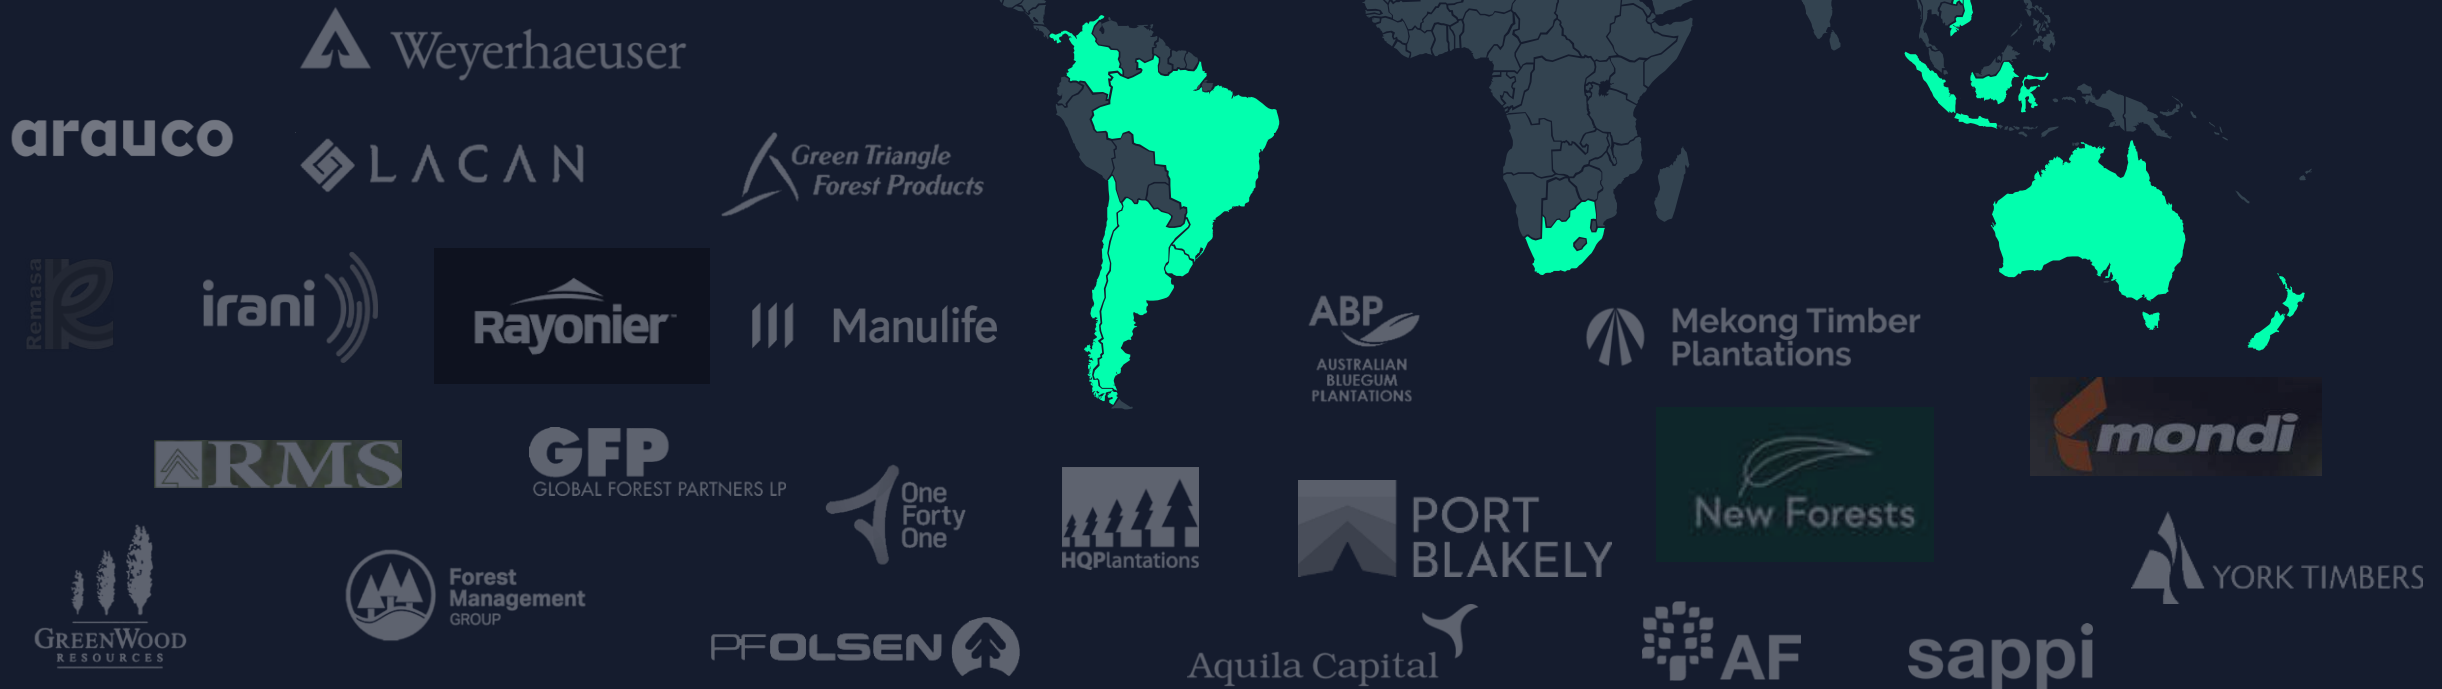 Weyerhaeuser
arauco
LACAN
Green Triangle
Forest Products
Remasa
irani
Rayonier
Manulife
ABP
AUSTRALIAN
BLUEGUM
PLANTATIONS
Mekong Timber
Plantations
mondi
RMS
GFP
GLOBAL FOREST PARTNERS LP
One
Forty
One
HQPlantations
PORT
BLAKELY
New Forests
YORK TIMBERS
GREENWOOD
RESOURCES
Forest
Management
GROUP
PF OLSEN
Aquila Capital
AF
sappi